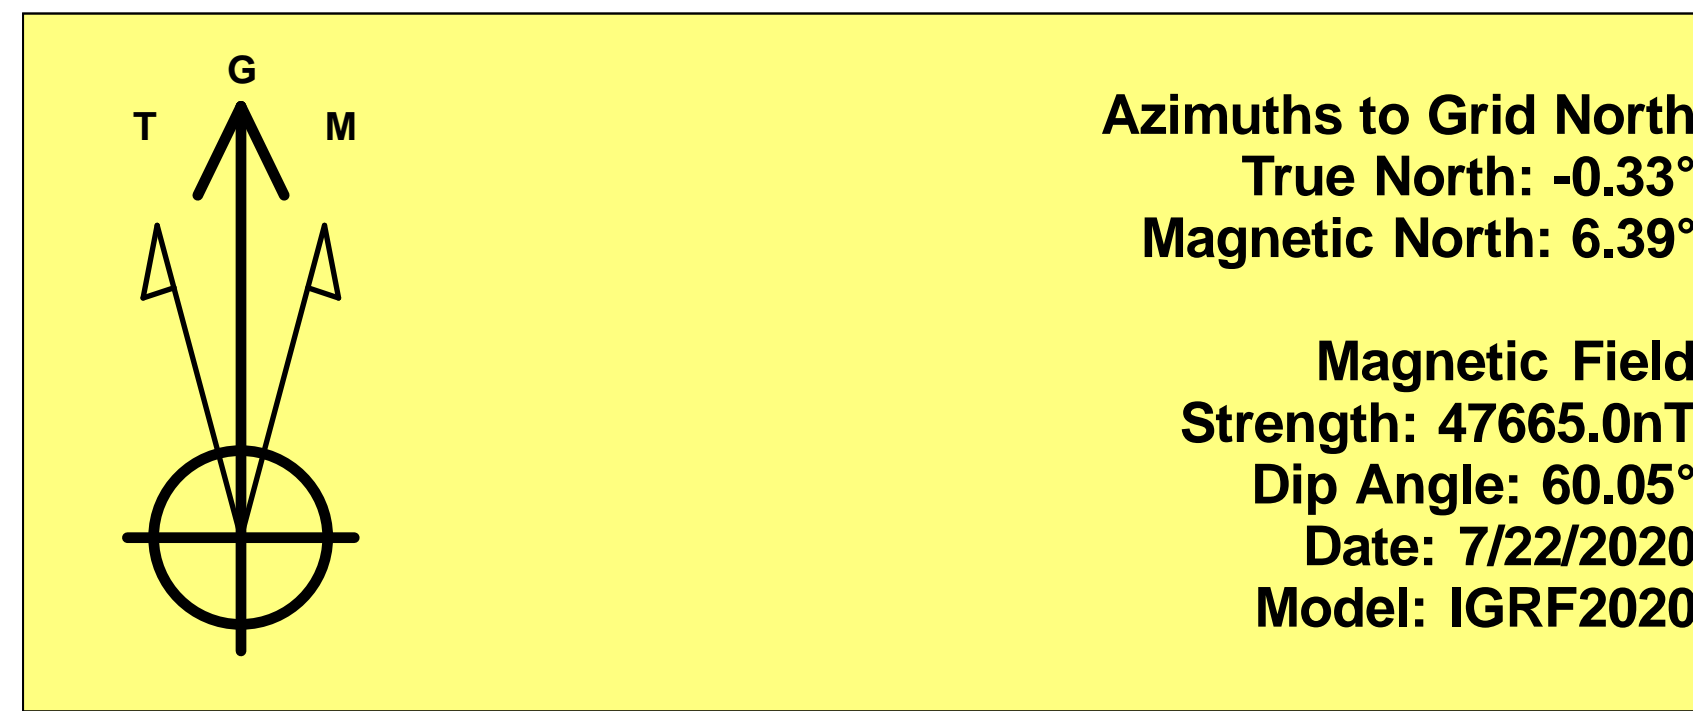 G
T M
Azimuths to Grid North
True North: -0.33°
Magnetic North: 6.39°
Magnetic Field
Strength: 47665.0nT
Dip Angle: 60.05°
Date: 7/22/2020
Model: IGRF2020